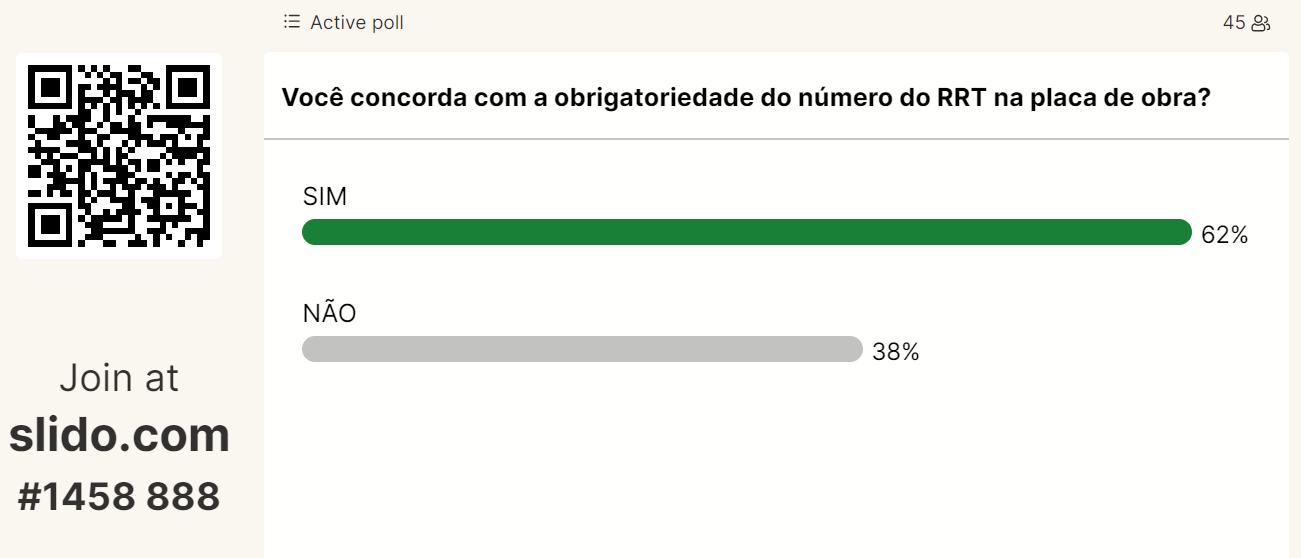 Active poll
45
Você concorda com a obrigatoriedade do número do RRT na placa de obra?
SIM
62%
NÃO
38%
Join at
slido.com
#1458 888